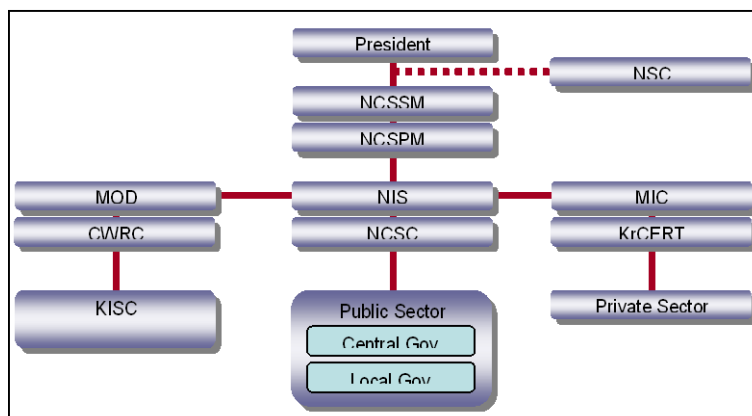 President
NSC
NCSSM
NCSPM
MOD
NIS
MIC
CWRC
NCSC
KrCERT
KISC
Public Sector
Private Sector
Central Gov
Local Gov